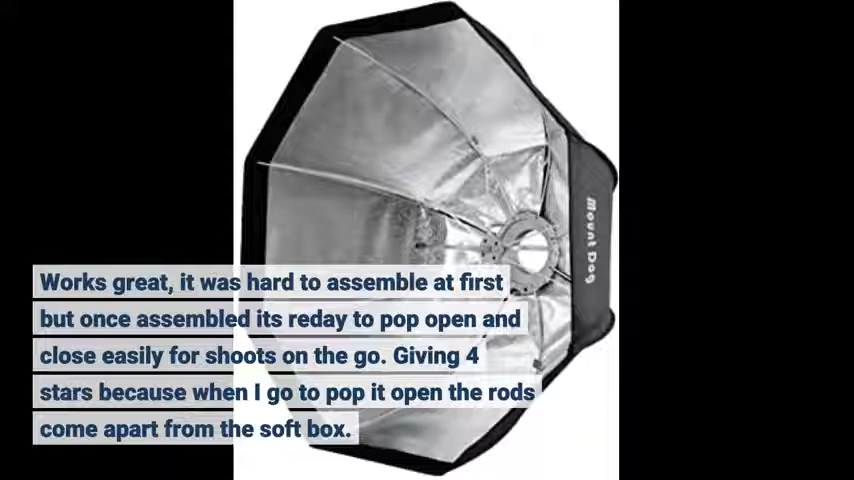 Mount Dog
Works great, it was hard to assemble at first
but once assembled its reday to pop open and
close easily for shoots on the go. Giving 4
stars because when I go to pop it open the rods
come apart from the soft box.